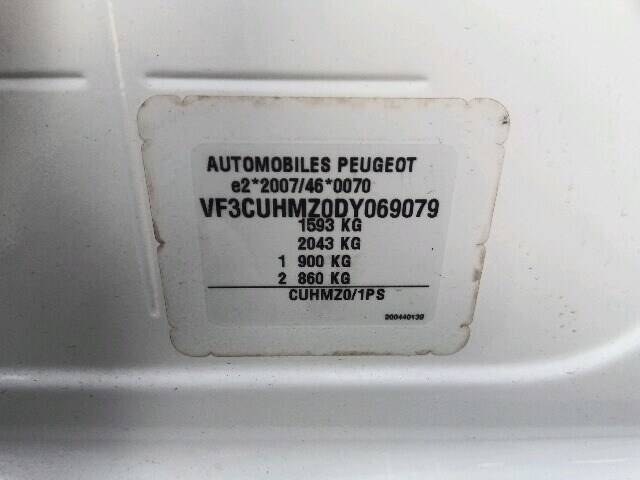 AUTOMOBILES PEUGEOT
e2*2007/46*0070
VF3CUHMZ0DY069079
1593 KG
2043 KG
1 900 KG
2 860 KG
CUHMZ0/1PS
200440139